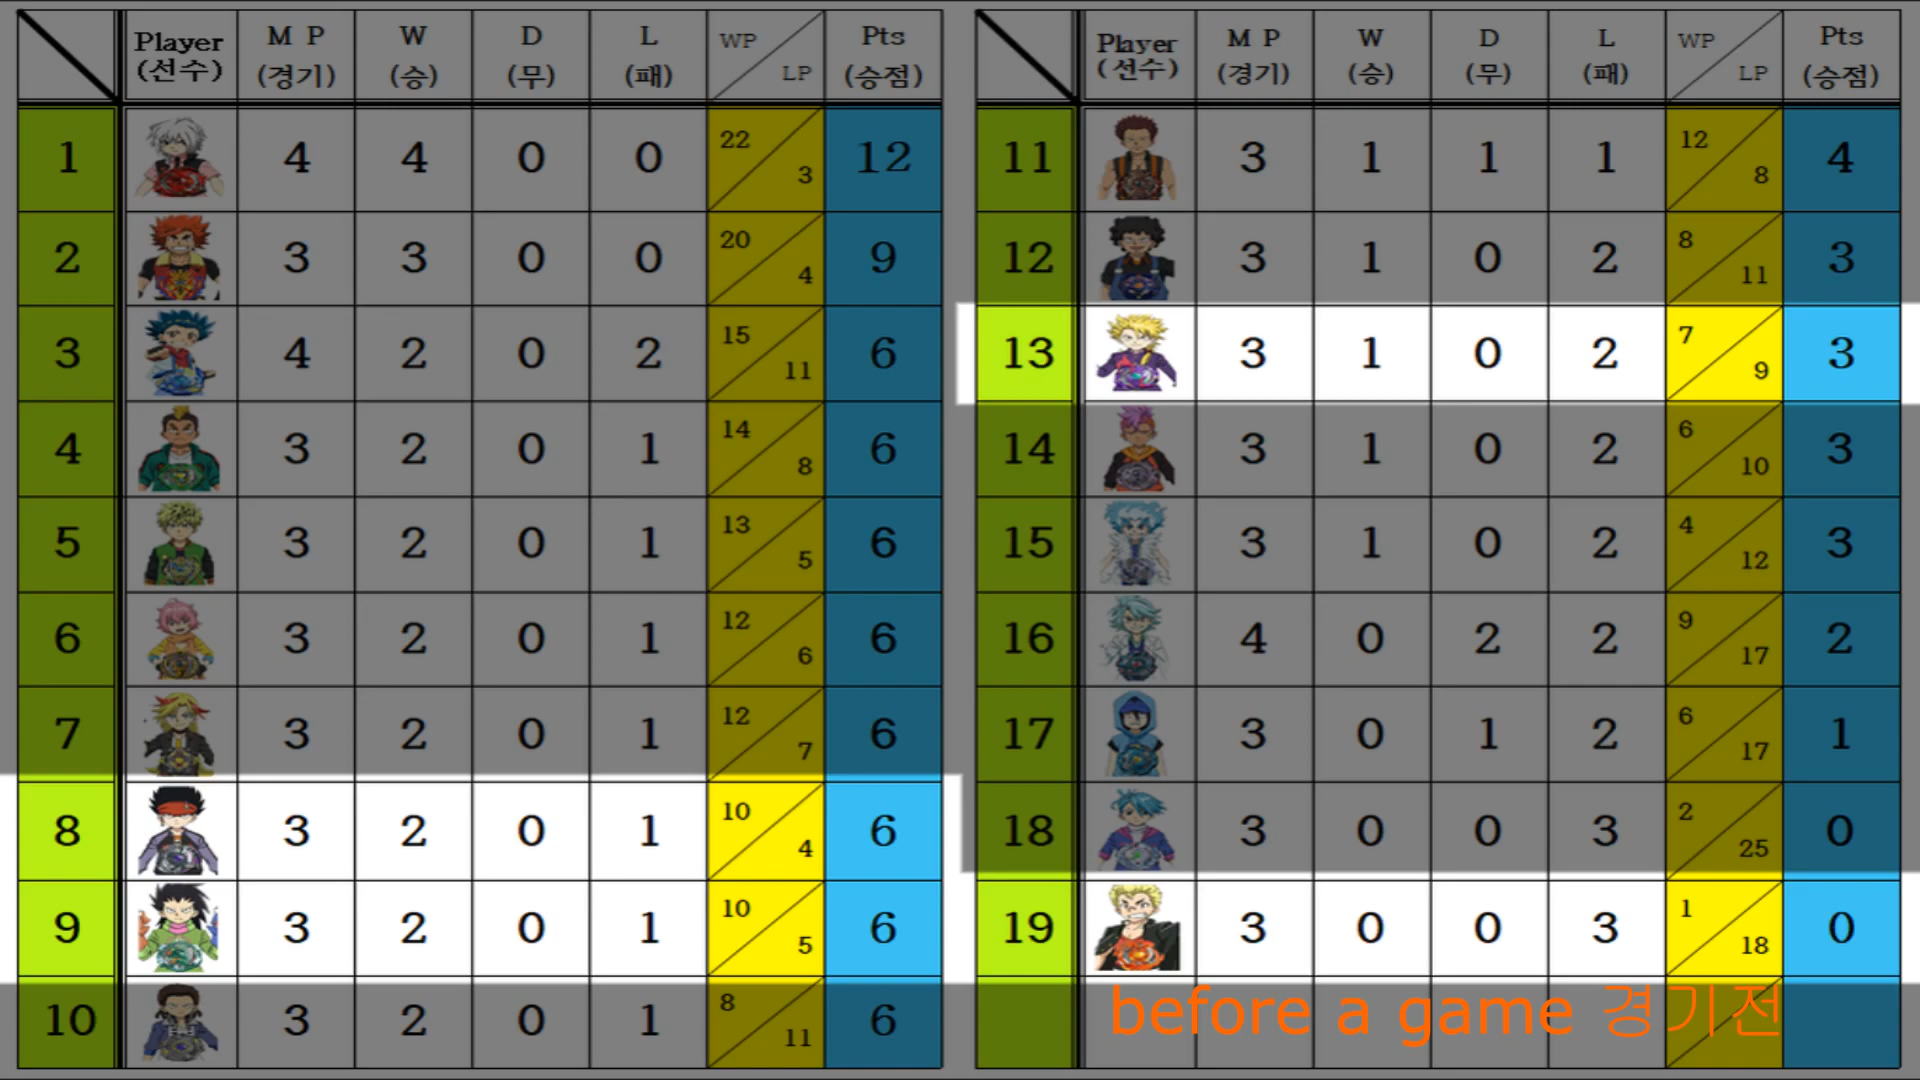 Player (선수) M P (경기) W (승) D (무) L (패) WP LP Pts (승점)
1 4 4 0 0 22 3 12
2 3 3 0 0 20 4 9
3 4 2 0 2 15 11 6
4 3 2 0 1 14 8 6
5 3 2 0 1 13 5 6
6 3 2 0 1 12 6 6
7 3 2 0 1 12 7 6
8 3 2 0 1 10 4 6
9 3 2 0 1 10 5 6
10 3 2 0 1 8 11 6
Player (선수) M P (경기) W (승) D (무) L (패) WP LP Pts (승점)
11 3 1 1 1 12 8 4
12 3 1 0 2 8 11 3
13 3 1 0 2 7 9 3
14 3 1 0 2 6 10 3
15 3 1 0 2 4 12 3
16 4 0 2 2 9 17 2
17 3 0 1 2 6 17 1
18 3 0 0 3 2 25 0
19 3 0 0 3 1 18 0
before a game 경기전